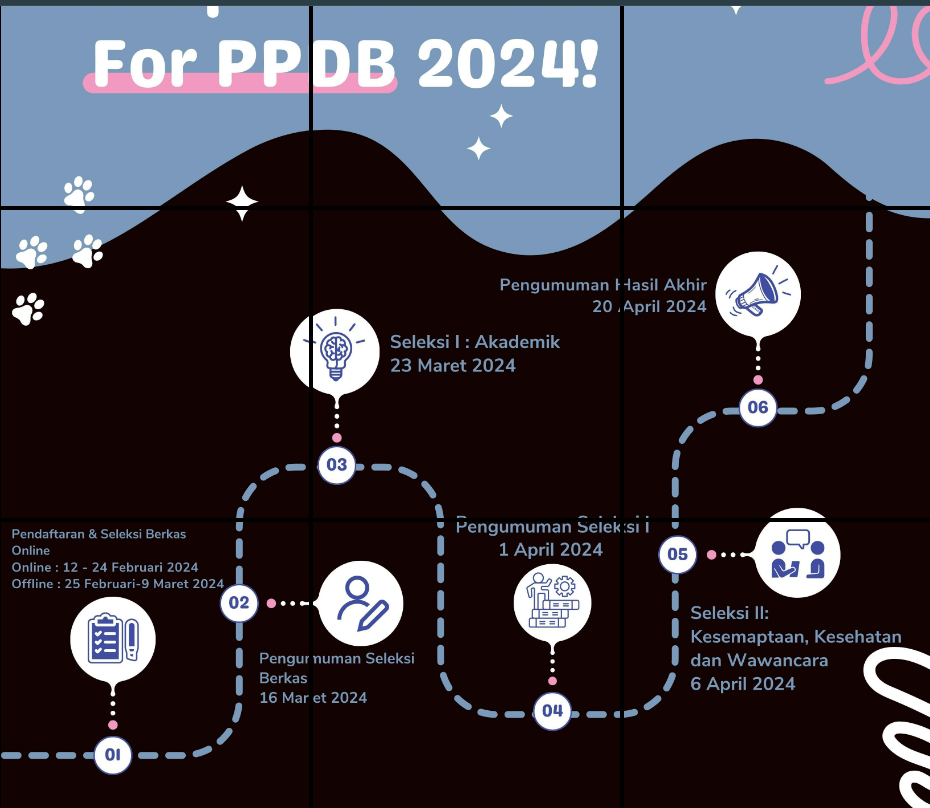 For PPDB 2024!
Pendaftaran & Seleksi Berkas
Online
Online : 12 - 24 Februari 2024
Offline : 25 Februari-9 Maret 2024
01
02
Pengumuman Seleksi
Berkas
16 Maret 2024
Seleksi I : Akademik
23 Maret 2024
03
Pengumuman Seleksi I
1 April 2024
04
05
Seleksi II:
Kesemaptaan, Kesehatan
dan Wawancara
6 April 2024
Pengumuman Hasil Akhir
20 April 2024
06